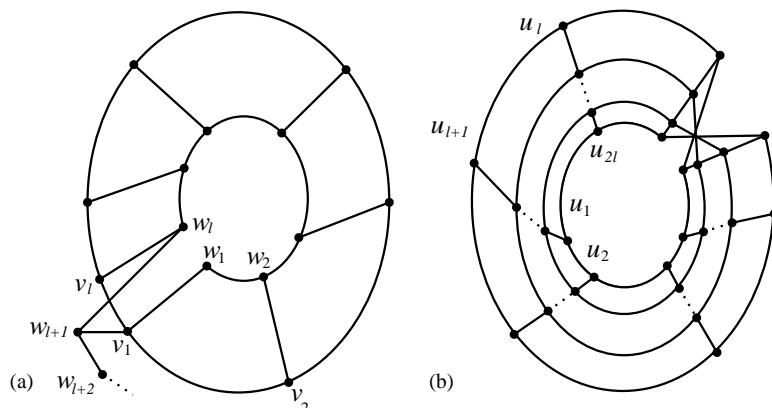 u_l
u_{l+1}
u_{2l}
w_l
u_1
w_1
w_2
u_2
v_l
w_{l+1}
v_1
(a)
w_{l+2}
v_2
(b)